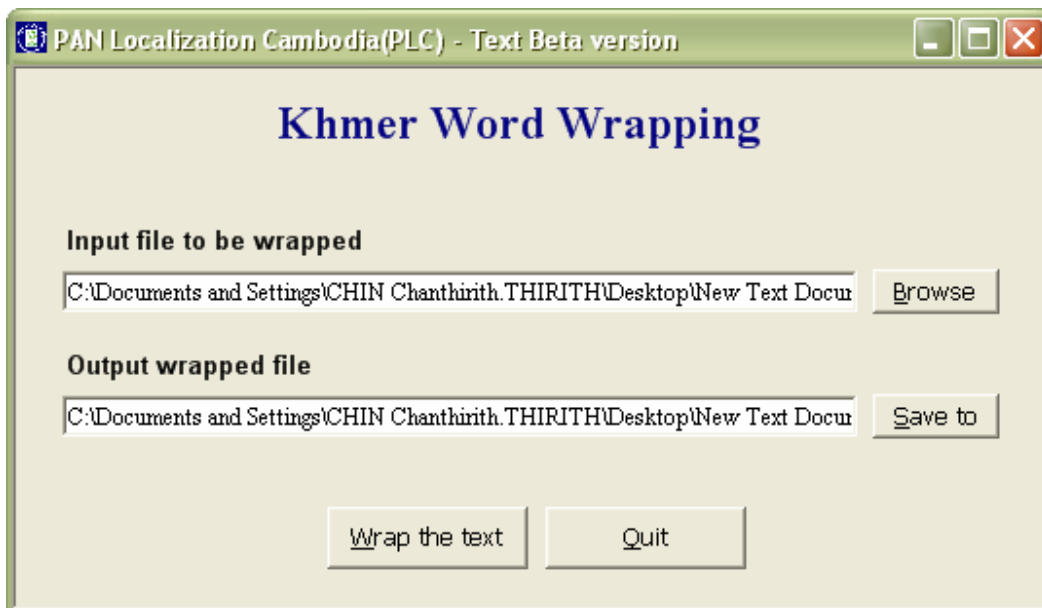 PAN Localization Cambodia(PLC) - Text Beta version
Khmer Word Wrapping
Input file to be wrapped
C:\Documents and Settings\CHIN Chanthirith.THIRITH\Desktop\New Text Docur
Browse
Output wrapped file
C:\Documents and Settings\CHIN Chanthirith.THIRITH\Desktop\New Text Docur
Save to
Wrap the text Quit